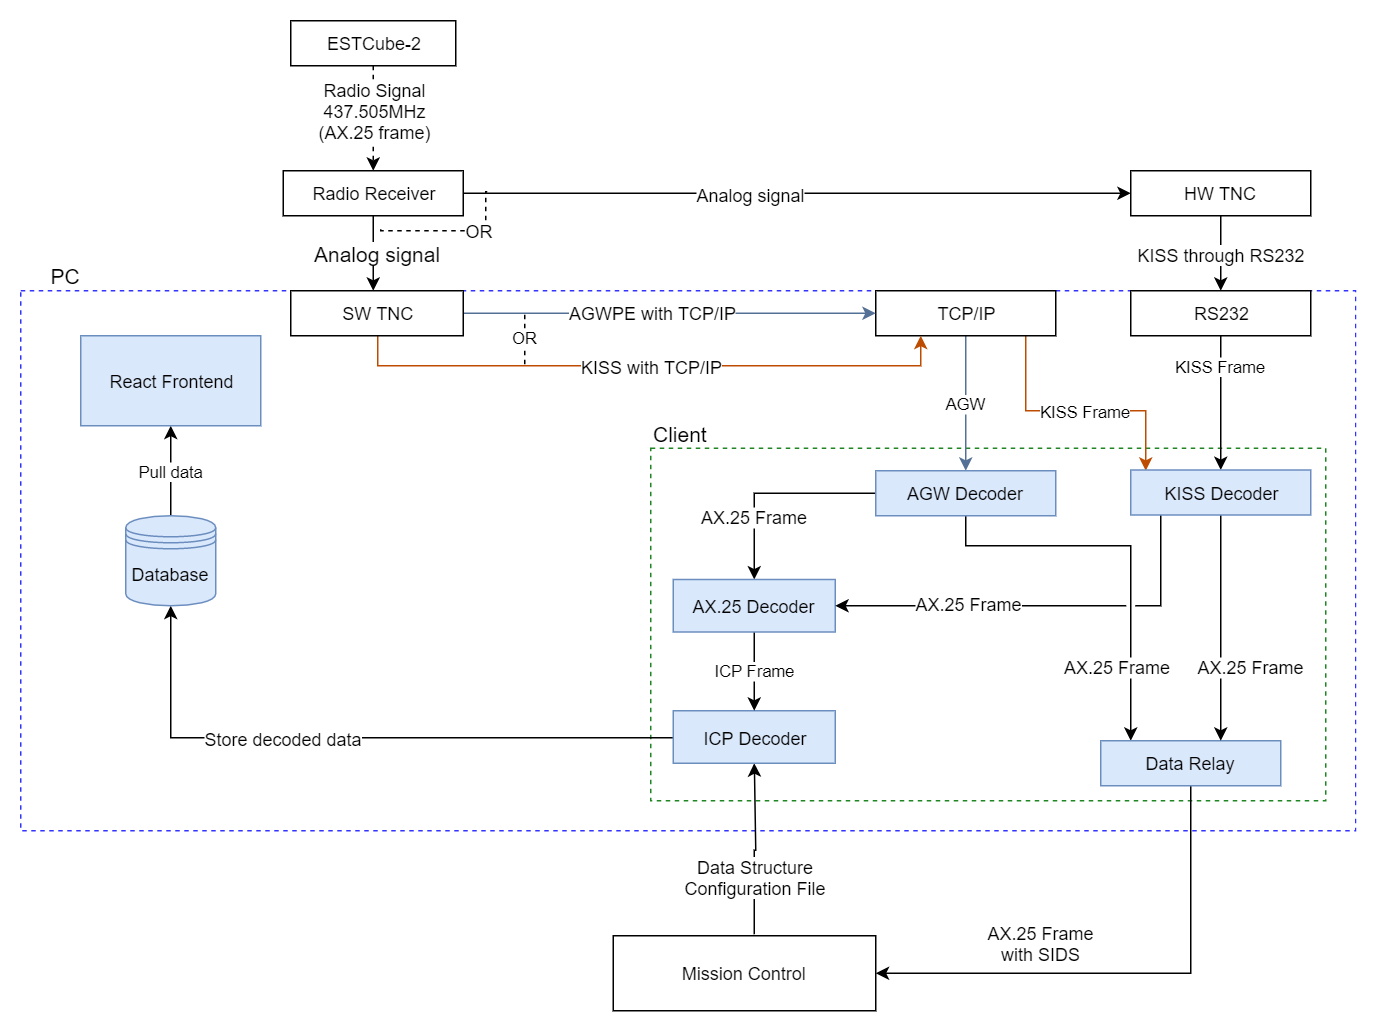 ESTCube-2
Radio Signal
437.505MHz
(AX.25 frame)
Radio Receiver
Analog signal
HW TNC
OR
Analog signal
KISS through RS232
PC
SW TNC
AGWPE with TCP/IP
TCP/IP
RS232
OR
KISS with TCP/IP
KISS Frame
React Frontend
AGW
KISS Frame
Client
Pull data
AGW Decoder
KISS Decoder
AX.25 Frame
Database
AX.25 Decoder
AX.25 Frame
ICP Frame
AX.25 Frame
AX.25 Frame
Store decoded data
ICP Decoder
Data Relay
Data Structure
Configuration File
AX.25 Frame
with SIDS
Mission Control